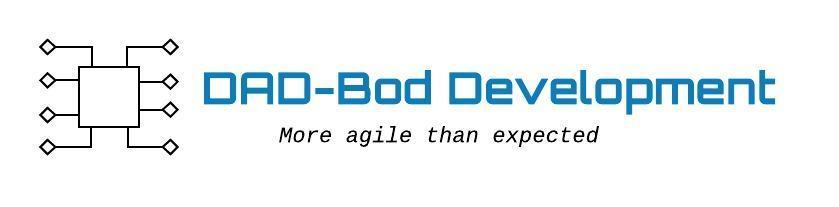 DAD-Bod Development
More agile than expected